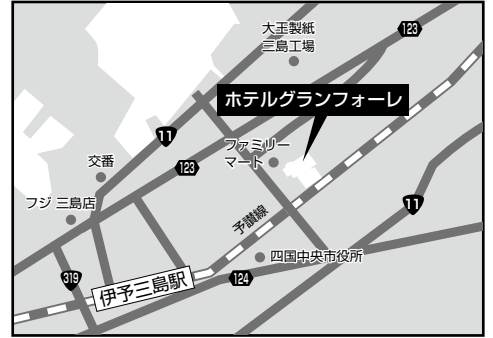 大王製紙
三島工場
123
ホテルグランフォーレ
11
ファミリー
マート
交番
123
フジ 三島店
11
予讃線
四国中央市役所
319
伊予三島駅
124